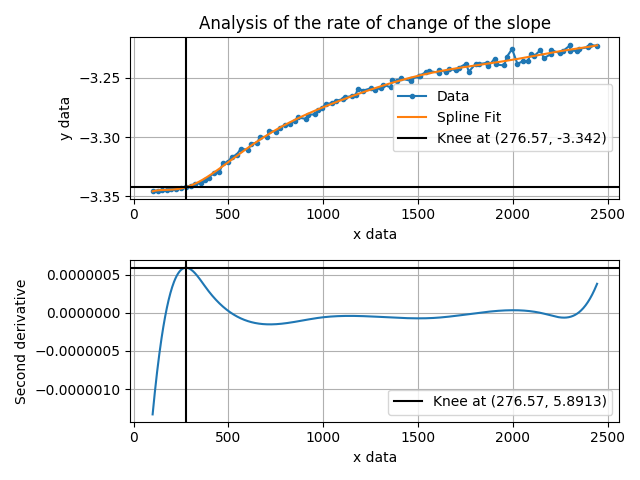 Analysis of the rate of change of the slope
y data
−3.25
−3.30
−3.35
Data
Spline Fit
Knee at (276.57, -3.342)
0
500
1000
1500
2000
2500
x data
Second derivative
0.0000005
0.0000000
−0.0000005
−0.0000010
Knee at (276.57, 5.8913)
0
500
1000
1500
2000
2500
x data